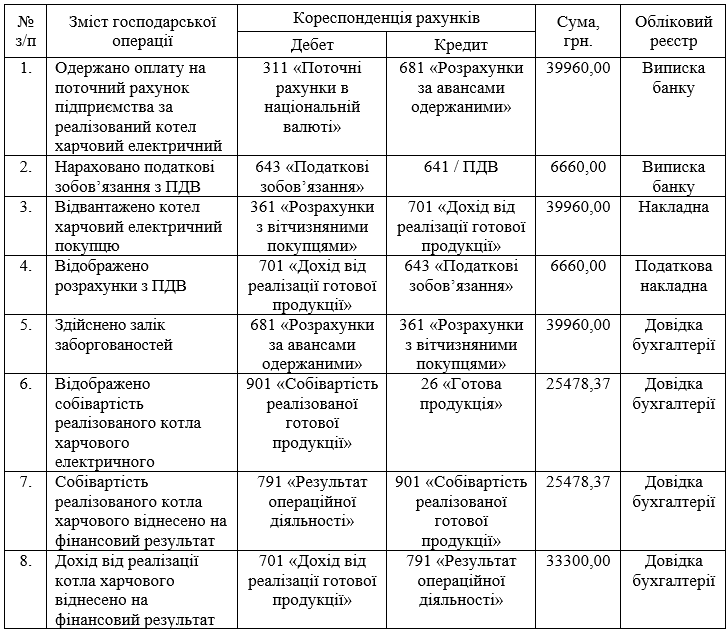 № з/п
Зміст господарської операції
Кореспонденція рахунків
Дебет
Кредит
Сума, грн.
Обліковий реєстр
1.
Одержано оплату на
поточний рахунок
підприємства за
реалізований котел
харчовий електричний
311 «Поточні
рахунки в
національній
валюті»
681 «Розрахунки
за авансами
одержаними»
39960,00
Виписка
банку
2.
Нараховано податкові
зобов’язання з ПДВ
643 «Податкові
зобов’язання»
641 / ПДВ
6660,00
Виписка
банку
3.
Відвантажено котел
харчовий електричний
покупцю
361 «Розрахунки
з вітчизняними
покупцями»
701 «Дохід від
реалізації готової
продукції»
39960,00
Накладна
4.
Відображено
розрахунки з ПДВ
701 «Дохід від
реалізації готової
продукції»
643 «Податкові
зобов’язання»
6660,00
Податкова
накладна
5.
Здійснено залік
заборгованостей
681 «Розрахунки
за авансами
одержаними»
361 «Розрахунки
з вітчизняними
покупцями»
39960,00
Довідка
бухгалтерії
6.
Відображено
собівартість
реалізованого котла
харчового
електричного
901 «Собівартість
реалізованої
готової
продукції»
26 «Готова
продукція»
25478,37
Довідка
бухгалтерії
7.
Собівартість
реалізованого котла
харчового віднесено на
фінансовий результат
791 «Результат
операційної
діяльності»
901 «Собівартість
реалізованої
готової
продукції»
25478,37
Довідка
бухгалтерії
8.
Дохід від реалізації
котла харчового
віднесено на
фінансовий результат
701 «Дохід від
реалізації готової
продукції»
791 «Результат
операційної
діяльності»
33300,00
Довідка
бухгалтерії